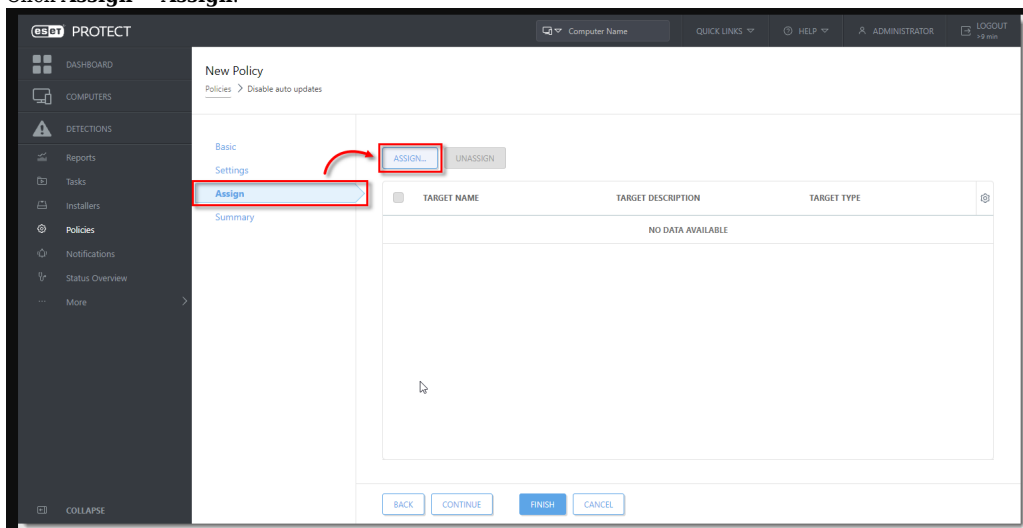 eset PROTECT
Computer Name
QUICK LINKS
HELP
ADMINISTRATOR
LOGOUT
>9 min
DASHBOARD
COMPUTERS
DETECTIONS
Reports
Tasks
Installers
Policies
Notifications
Status Overview
More
COLLAPSE
New Policy
Policies > Disable auto updates
Basic
Settings
Assign
Summary
ASSIGN... UNASSIGN
TARGET NAME TARGET DESCRIPTION TARGET TYPE
NO DATA AVAILABLE
BACK CONTINUE FINISH CANCEL